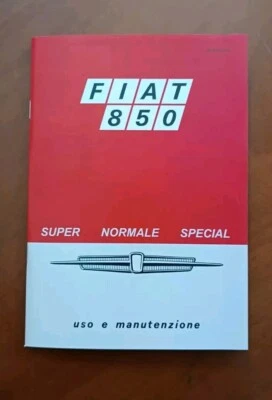 FIAT
850
SUPER NORMALE SPECIAL
uso e manutenzione